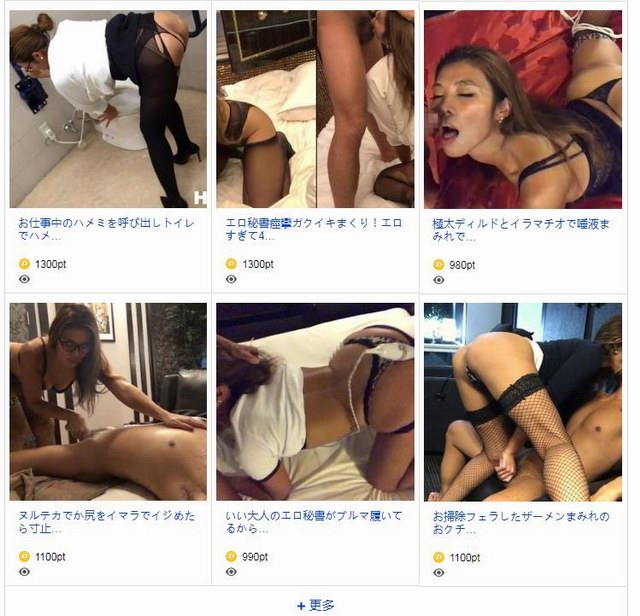 H
お仕事中のハメミを呼び出しトイレ
でハメ...
1300pt
エロ秘書痙攣ガクイキまくり！エロ
すぎて4...
1300pt
極太ディルドとイラマチオで唾液ま
みれで...
980pt
ヌルテカでか尻をイマラでイジめた
ら寸止...
1100pt
いい大人のエロ秘書がブルマ履いて
るから...
990pt
お掃除フェラしたザーメンまみれの
おクチ...
1100pt
+ 更多